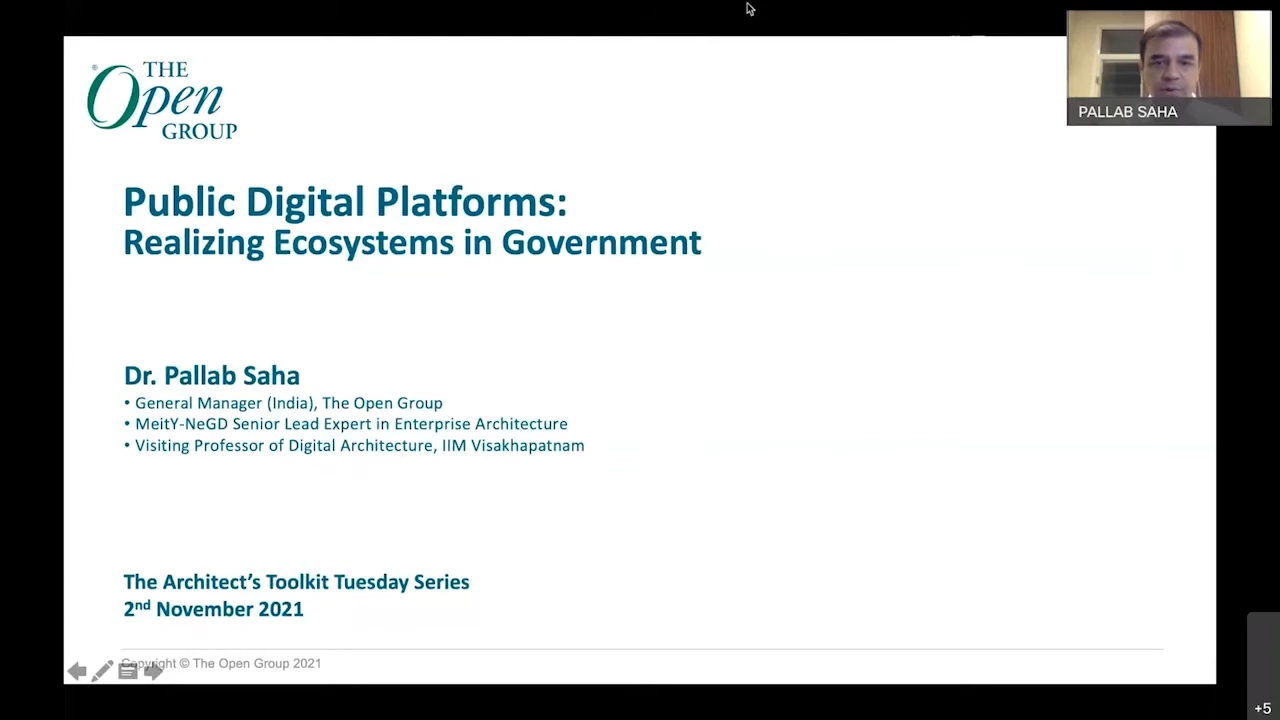 THE
Open
GROUP
®
PALLAB SAHA
Public Digital Platforms:
Realizing Ecosystems in Government
Dr. Pallab Saha
• General Manager (India), The Open Group
• MeitY-NeGD Senior Lead Expert in Enterprise Architecture
• Visiting Professor of Digital Architecture, IIM Visakhapatnam
The Architect’s Toolkit Tuesday Series
2nd November 2021
Copyright © The Open Group 2021
+5